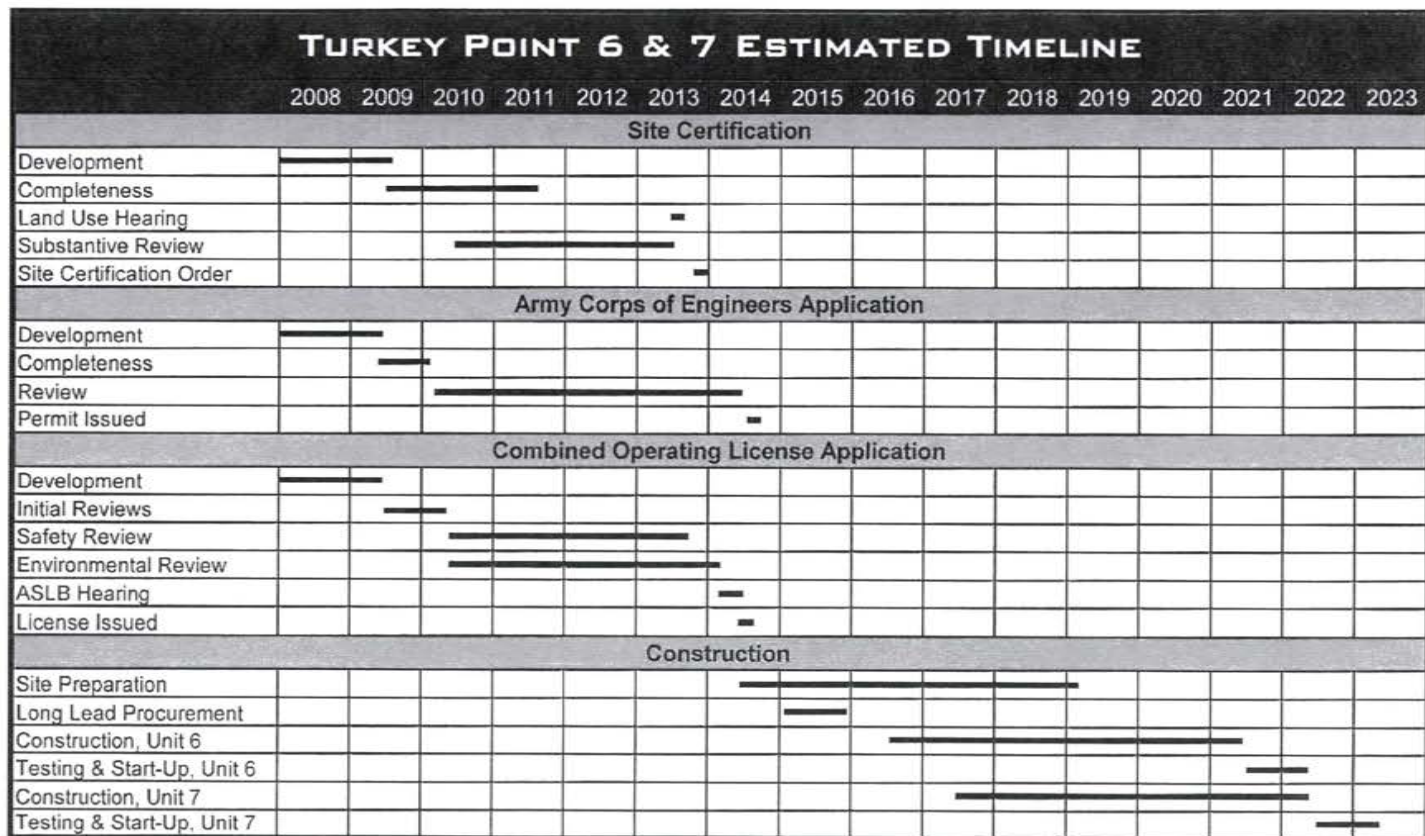 TURKEY POINT 6 & 7 ESTIMATED TIMELINE
2008 2009 2010 2011 2012 2013 2014 2015 2016 2017 2018 2019 2020 2021 2022 2023
Site Certification
Development
Completeness
Land Use Hearing
Substantive Review
Site Certification Order
Army Corps of Engineers Application
Development
Completeness
Review
Permit Issued
Combined Operating License Application
Development
Initial Reviews
Safety Review
Environmental Review
ASLB Hearing
License Issued
Construction
Site Preparation
Long Lead Procurement
Construction, Unit 6
Testing & Start-Up, Unit 6
Construction, Unit 7
Testing & Start-Up, Unit 7